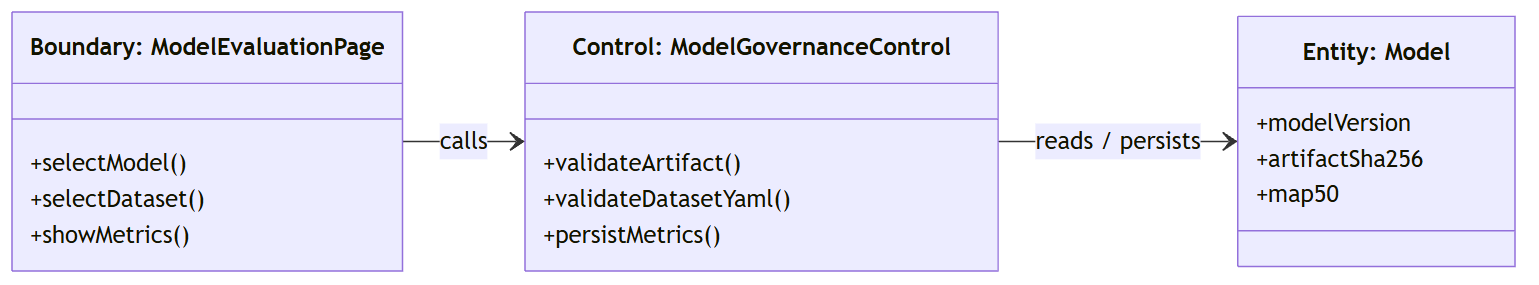 Boundary: ModelEvaluationPage
+selectModel()
+selectDataset()
+showMetrics()
calls
Control: ModelGovernanceControl
+validateArtifact()
+validateDatasetYaml()
+persistMetrics()
reads / persists
Entity: Model
+modelVersion
+artifactSha256
+map50